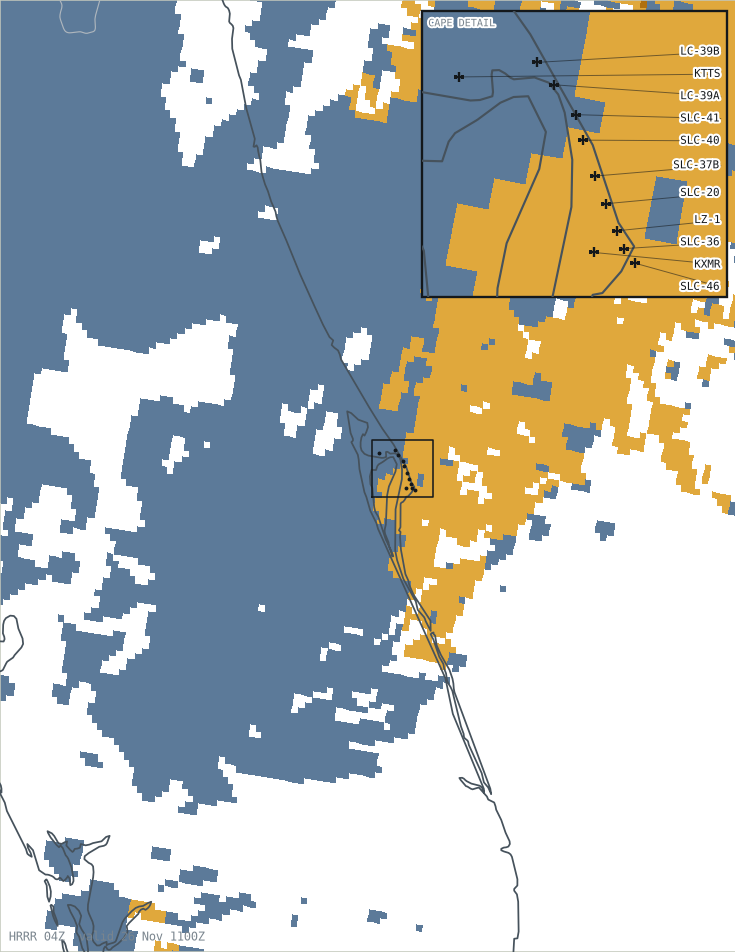 CAPE DETAIL
LC-39B
KTTS
LC-39A
SLC-41
SLC-40
SLC-37B
SLC-20
LZ-1
SLC-36
KXMR
SLC-46
HRRR 04Z Nov 1100Z